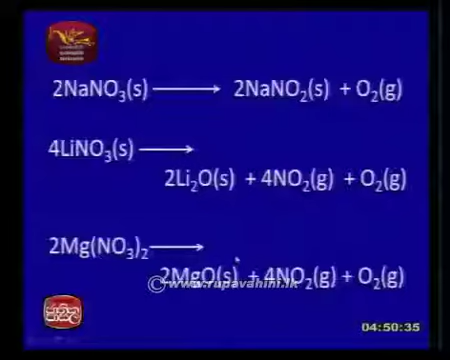 2NaNO₃(s) ⟶ 2NaNO₂(s) + O₂(g)
4LiNO₃(s) ⟶
2Li₂O(s) + 4NO₂(g) + O₂(g)
2Mg(NO₃)₂ ⟶
2MgO(s) + 4NO₂(g) + O₂(g)
©www.rupavahini.lk
04:50:35